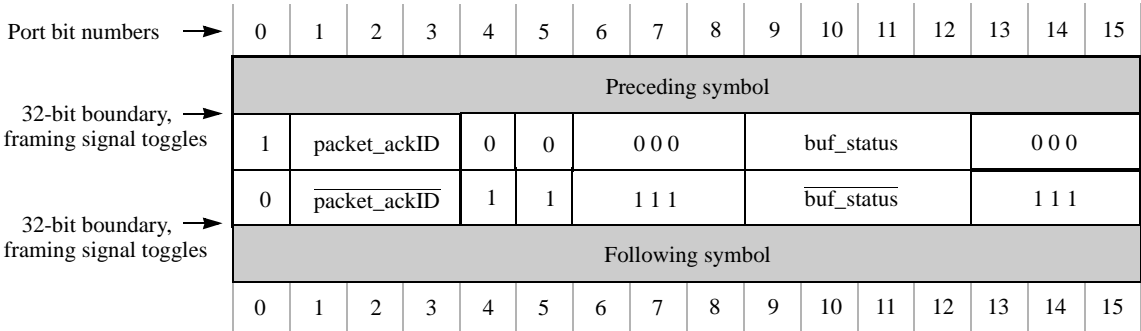 Port bit numbers 0 1 2 3 4 5 6 7 8 9 10 11 12 13 14 15
Preceding symbol
32-bit boundary,
framing signal toggles
1 packet_ackID 0 0 0 0 0 buf_status 0 0 0
0 packet_ackID 1 1 1 1 1 buf_status 1 1 1
32-bit boundary,
framing signal toggles
Following symbol
0 1 2 3 4 5 6 7 8 9 10 11 12 13 14 15